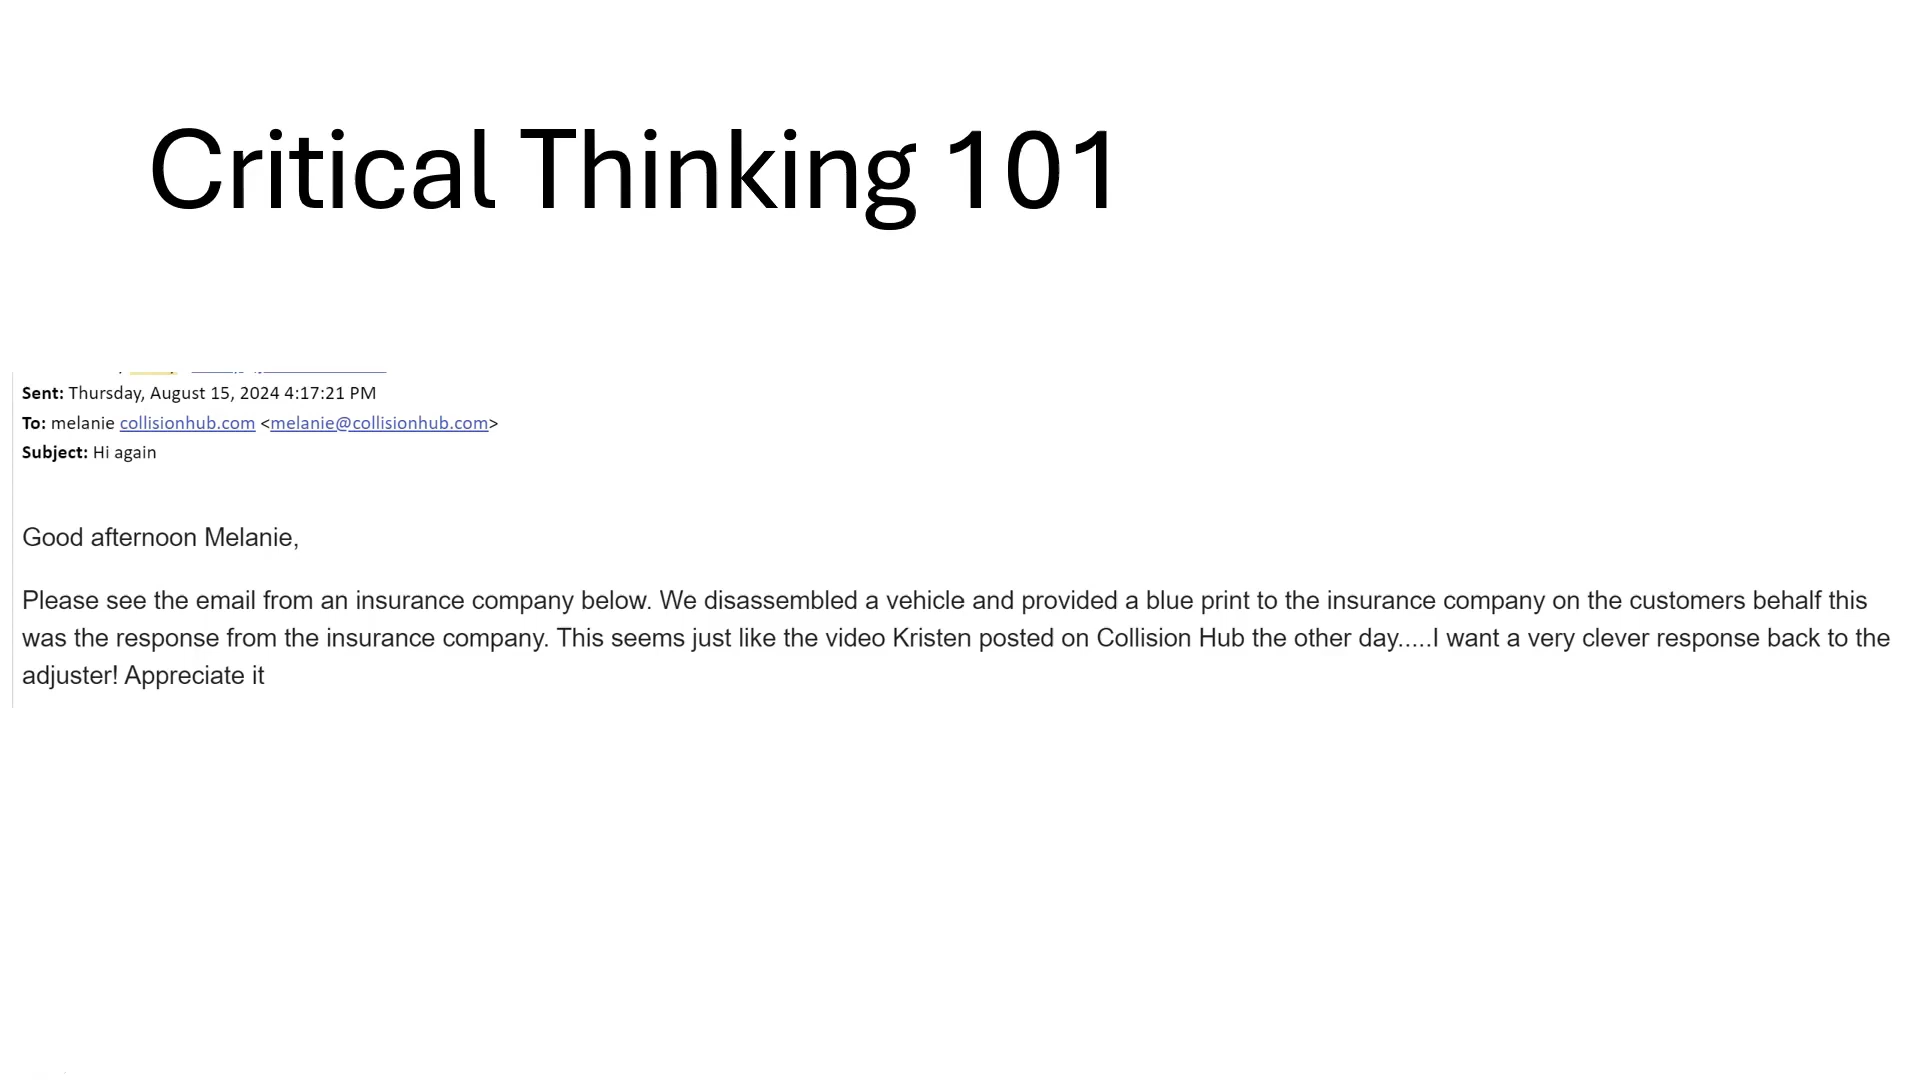 Critical Thinking 101
Sent: Thursday, August 15, 2024 4:17:21 PM
To: melanie collisionhub.com <melanie@collisionhub.com>
Subject: Hi again
Good afternoon Melanie,
Please see the email from an insurance company below. We disassembled a vehicle and provided a blue print to the insurance company on the customers behalf this
was the response from the insurance company. This seems just like the video Kristen posted on Collision Hub the other day.....I want a very clever response back to the
adjuster! Appreciate it